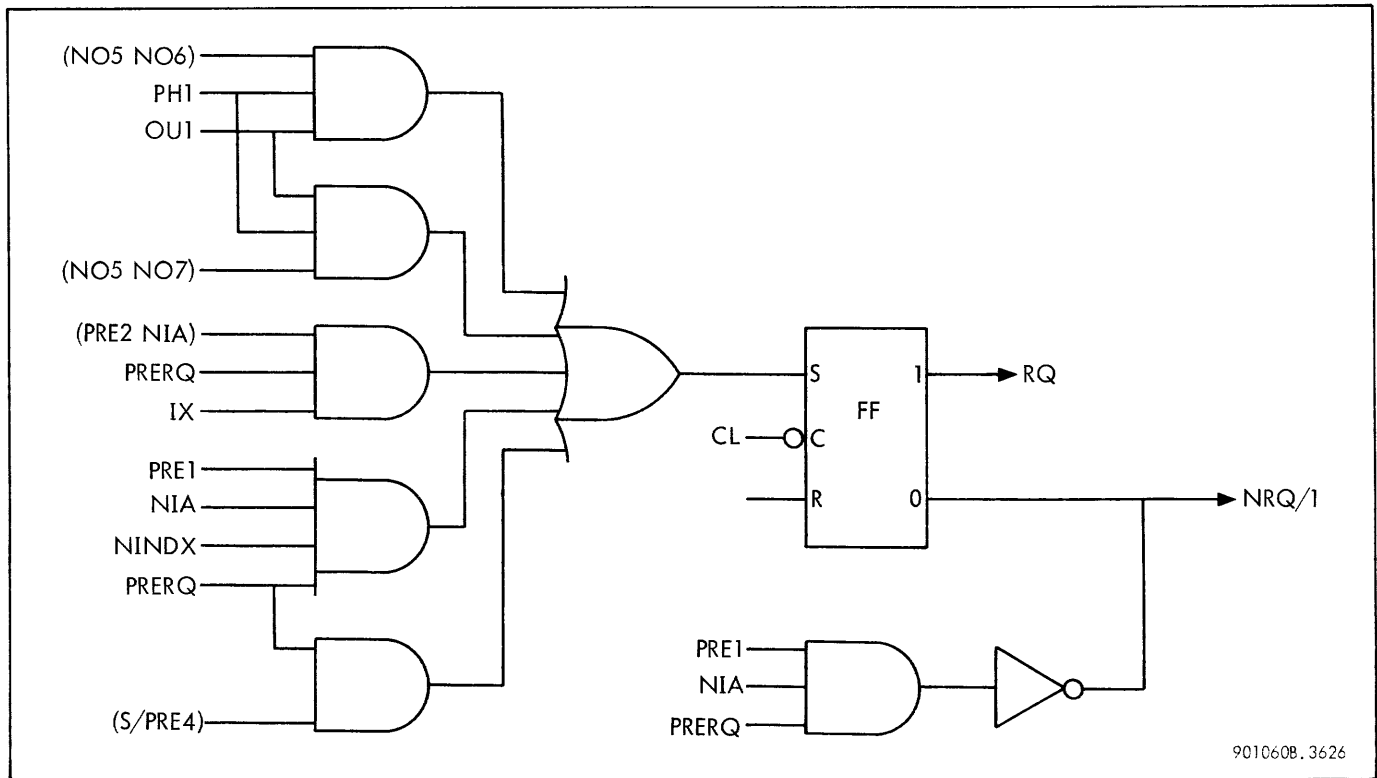 (NO5 NO6)
PH1
OU1
(NO5 NO7)
(PRE2 NIA)
PRERQ
IX
PRE1
NIA
NINDX
PRERQ
(S/PRE4)
S 1
FF
CL C
R 0
RQ
NRQ/1
PRE1
NIA
PRERQ
901060B.3626